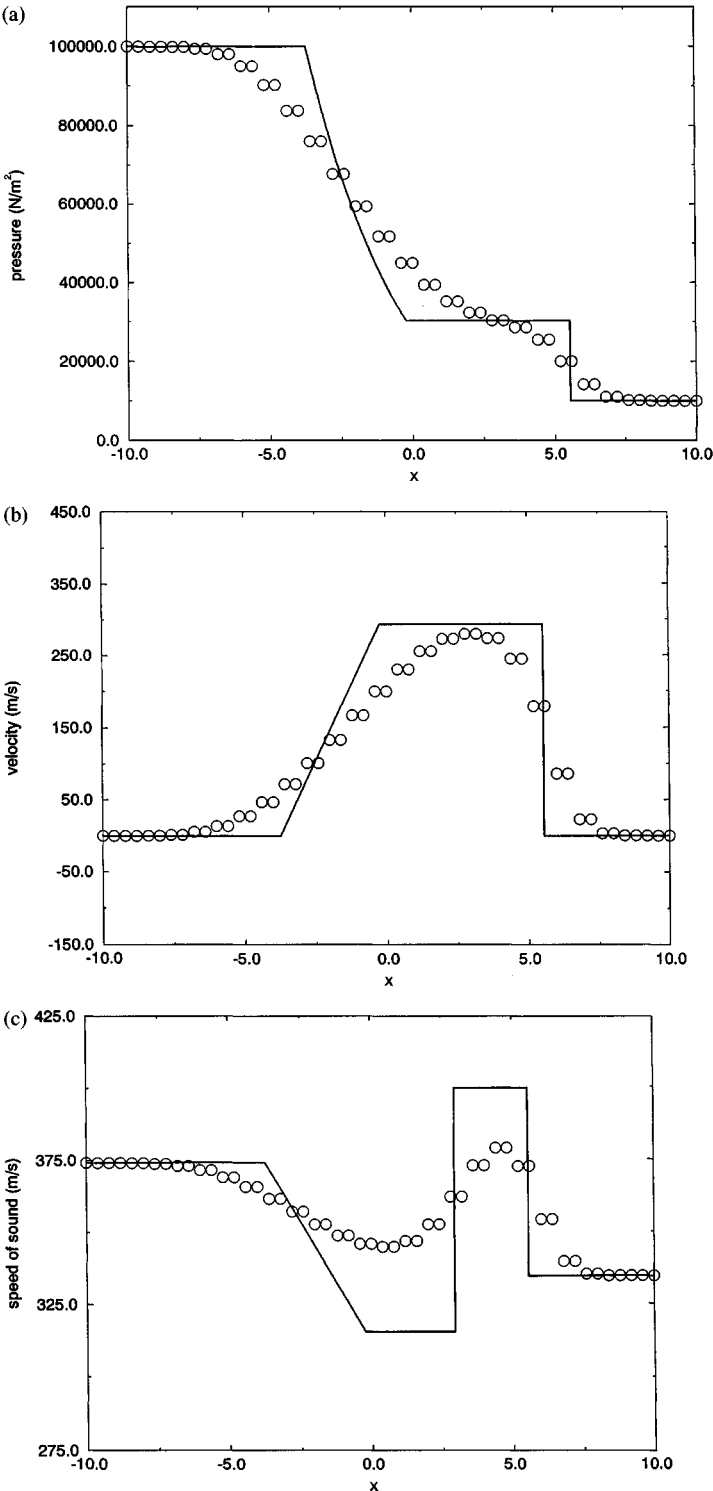 (a)
100000.0
80000.0
60000.0
40000.0
20000.0
0.0
pressure (N/m²)
-10.0 -5.0 0.0 5.0 10.0
x
(b)
450.0
350.0
250.0
150.0
50.0
-50.0
-150.0
velocity (m/s)
-10.0 -5.0 0.0 5.0 10.0
x
(c)
425.0
375.0
325.0
275.0
speed of sound (m/s)
-10.0 -5.0 0.0 5.0 10.0
x